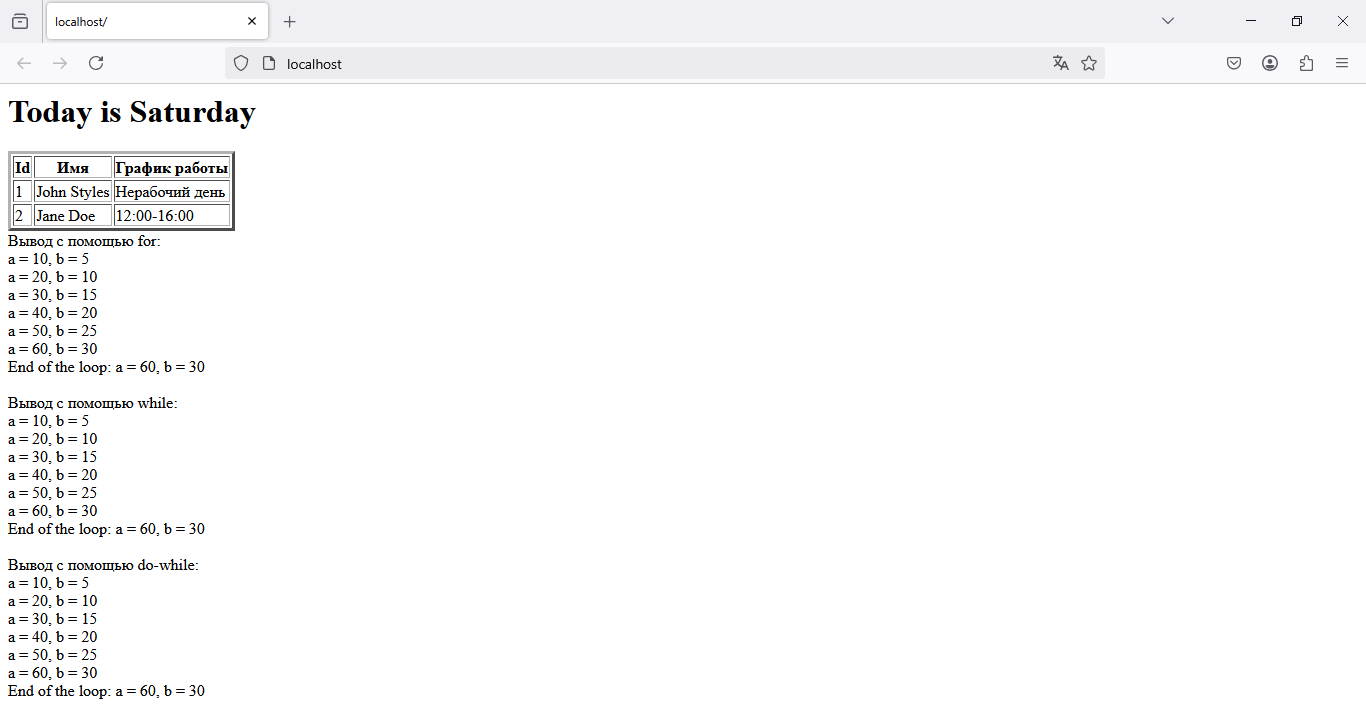 localhost/
localhost
Today is Saturday
Id Имя График работы
1 John Styles Нерабочий день
2 Jane Doe 12:00-16:00
Вывод с помощью for:
a = 10, b = 5
a = 20, b = 10
a = 30, b = 15
a = 40, b = 20
a = 50, b = 25
a = 60, b = 30
End of the loop: a = 60, b = 30
Вывод с помощью while:
a = 10, b = 5
a = 20, b = 10
a = 30, b = 15
a = 40, b = 20
a = 50, b = 25
a = 60, b = 30
End of the loop: a = 60, b = 30
Вывод с помощью do-while:
a = 10, b = 5
a = 20, b = 10
a = 30, b = 15
a = 40, b = 20
a = 50, b = 25
a = 60, b = 30
End of the loop: a = 60, b = 30